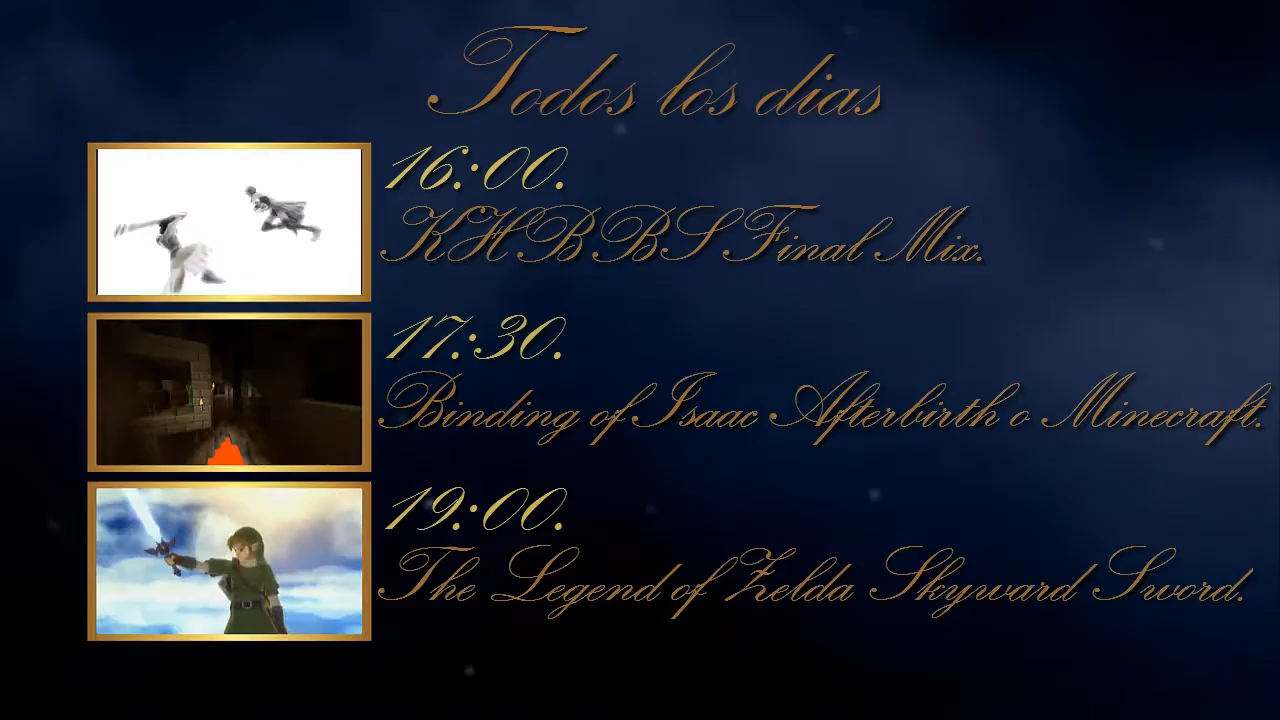 Todos los dias
16:00.
KHBBS Final Mix.
17:30.
Binding of Isaac Afterbirth o Minecraft.
19:00.
The Legend of Zelda Skyward Sword.